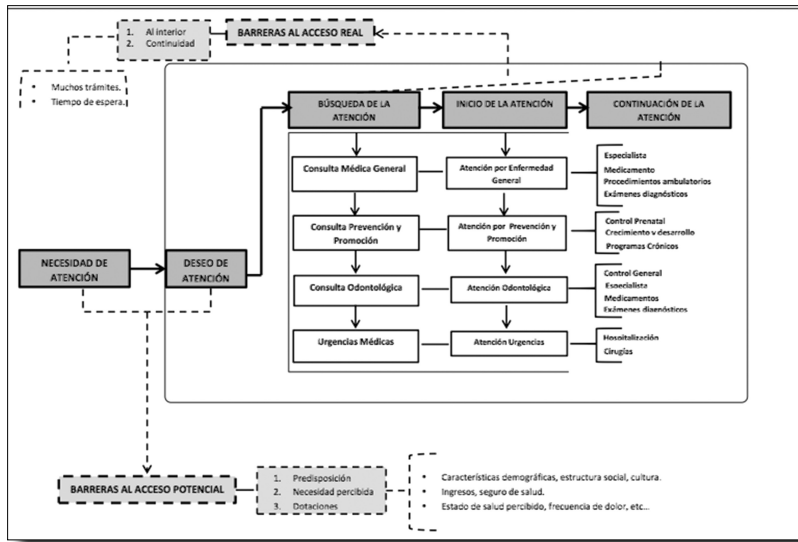 1. Al interior
2. Continuidad
BARRERAS AL ACCESO REAL
• Muchos trámites.
• Tiempo de espera.
BÚSQUEDA DE LA
ATENCIÓN
INICIO DE LA ATENCIÓN
CONTINUACIÓN DE LA
ATENCIÓN
Consulta Médica General
Atención por Enfermedad
General
Especialista
Medicamento
Procedimientos ambulatorios
Exámenes diagnósticos
Consulta Prevención y
Promoción
Atención por Prevención y
Promoción
Control Prenatal
Crecimiento y desarrollo
Programas Crónicos
NECESIDAD DE
ATENCIÓN
DESEO DE
ATENCIÓN
Consulta Odontológica
Atención Odontológica
Control General
Especialista
Medicamentos
Exámenes diagnósticos
Urgencias Médicas
Atención Urgencias
Hospitalización
Cirugías
BARRERAS AL ACCESO POTENCIAL
1. Predisposición
2. Necesidad percibida
3. Dotaciones
• Características demográficas, estructura social, cultura.
• Ingresos, seguro de salud.
• Estado de salud percibido, frecuencia de dolor, etc...